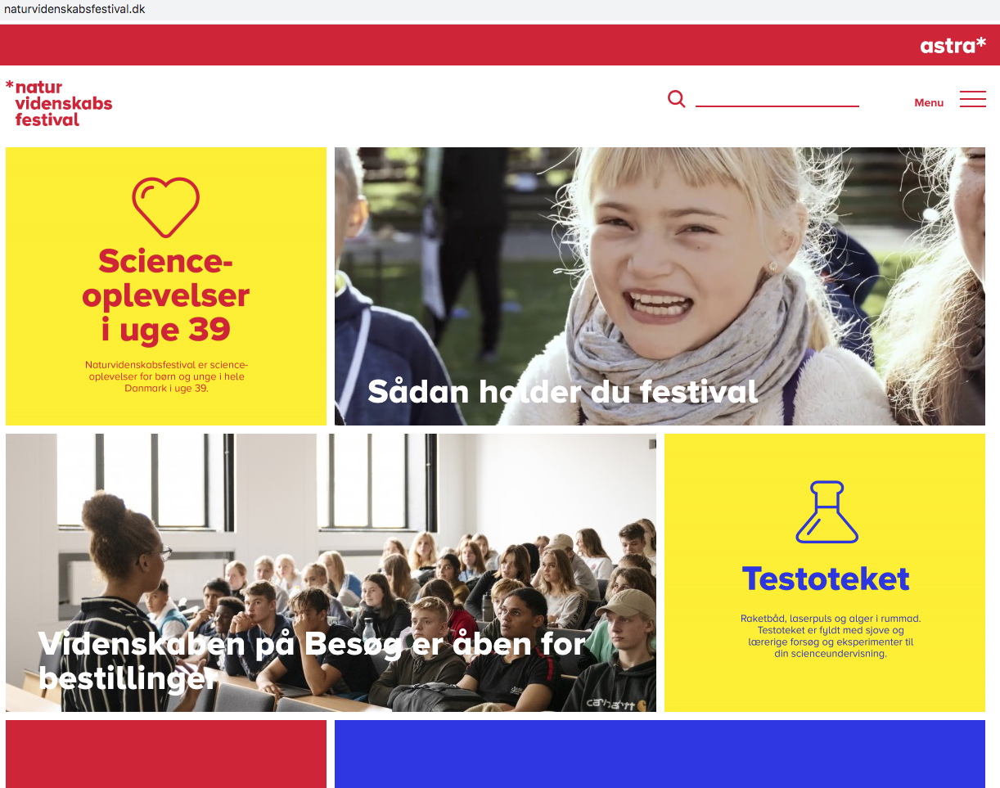 naturvidenskabsfestival.dk
astra*
*natur
videnskabs
festival
Menu
Science-
oplevelser
i uge 39
Naturvidenskabsfestival er science-
oplevelser for børn og unge i hele
Danmark i uge 39.
Sådan holder du festival
Videnskaben på Besøg er åben for
bestillinger
carhartt
Testoteket
Raketbåd, laserpuls og alger i rummad.
Testoteket er fyldt med sjove og
lærerige forsøg og eksperimenter til
din scienceundervisning.